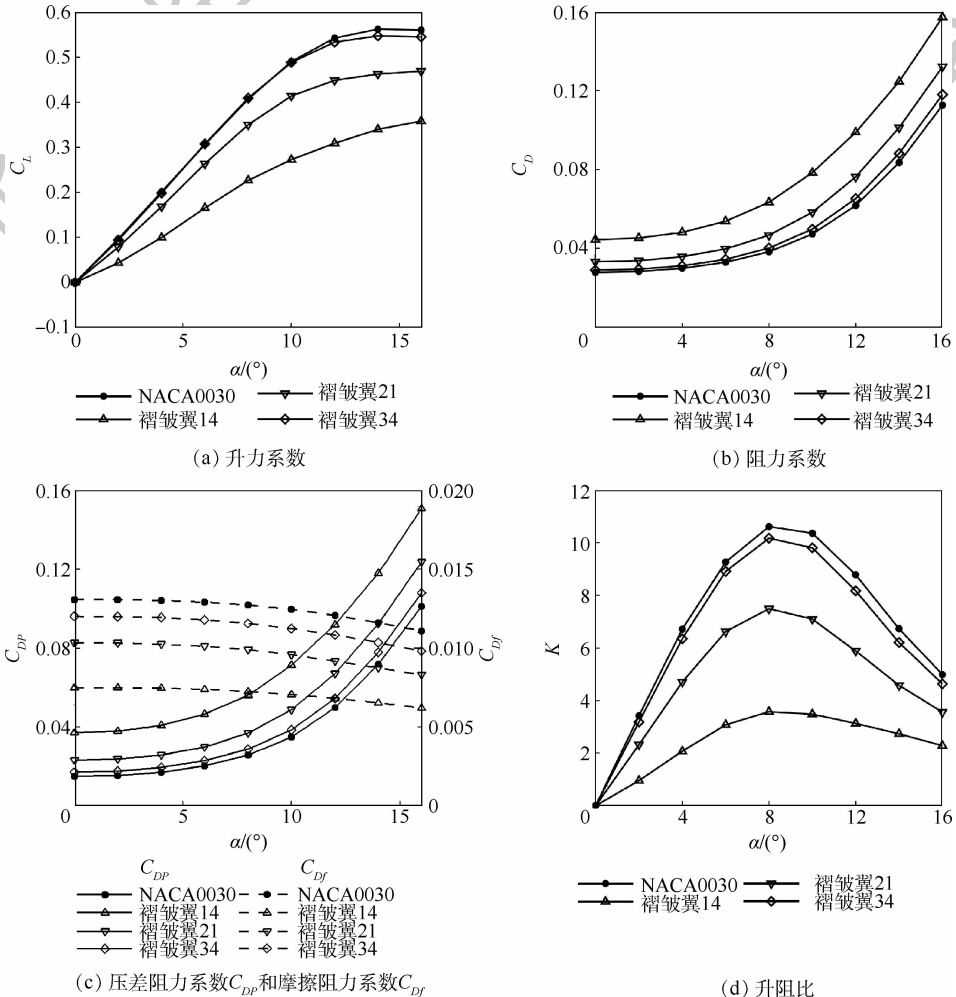 0.6
0.5
0.4
0.3
0.2
0.1
0
−0.1
C_L
0
5
10
15
α/(°)
NACA0030
褶皱翼21
褶皱翼14
褶皱翼34
(a) 升力系数
0.16
0.12
0.08
0.04
C_D
0
4
8
12
16
α/(°)
NACA0030
褶皱翼21
褶皱翼14
褶皱翼34
(b) 阻力系数
0.16
0.12
0.08
0.04
C_DP
0.020
0.015
0.010
0.005
0
C_Df
0
5
10
15
α/(°)
C_DP
C_Df
NACA0030
NACA0030
褶皱翼14
褶皱翼14
褶皱翼21
褶皱翼21
褶皱翼34
褶皱翼34
(c) 压差阻力系数C_DP和摩擦阻力系数C_Df
12
10
8
6
4
2
K
0
4
8
12
16
α/(°)
NACA0030
褶皱翼21
褶皱翼14
褶皱翼34
(d) 升阻比